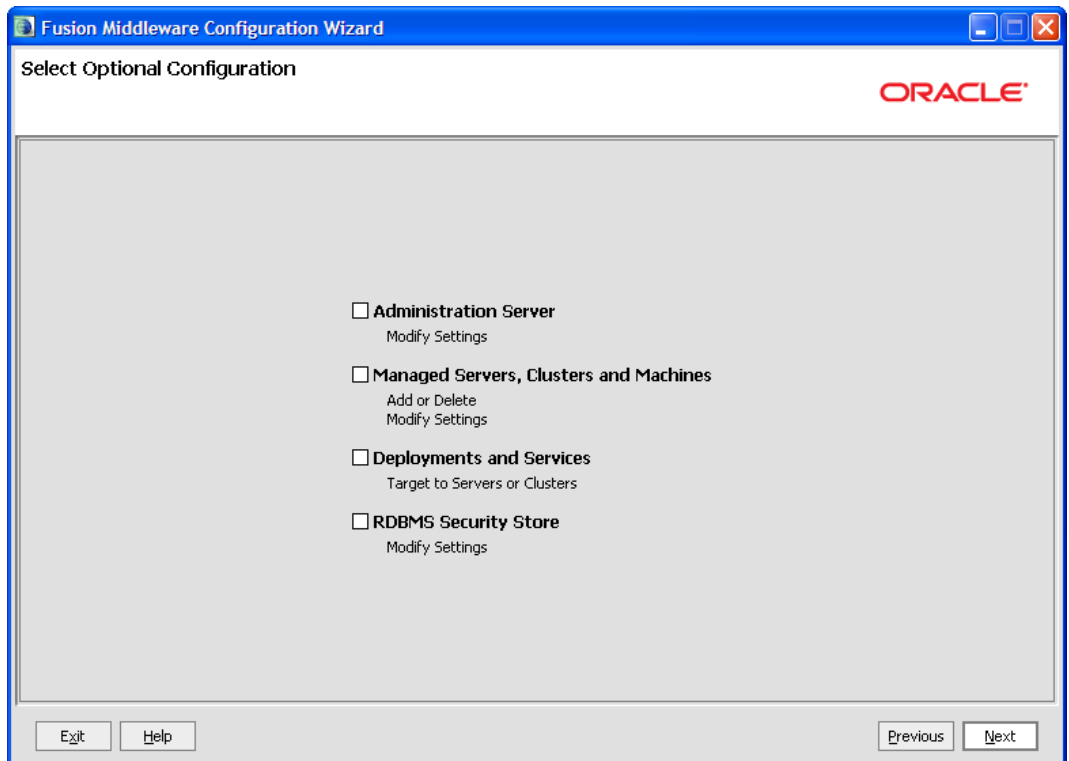 Fusion Middleware Configuration Wizard
Select Optional Configuration
ORACLE
Administration Server
Modify Settings
Managed Servers, Clusters and Machines
Add or Delete
Modify Settings
Deployments and Services
Target to Servers or Clusters
RDBMS Security Store
Modify Settings
Exit Help Previous Next